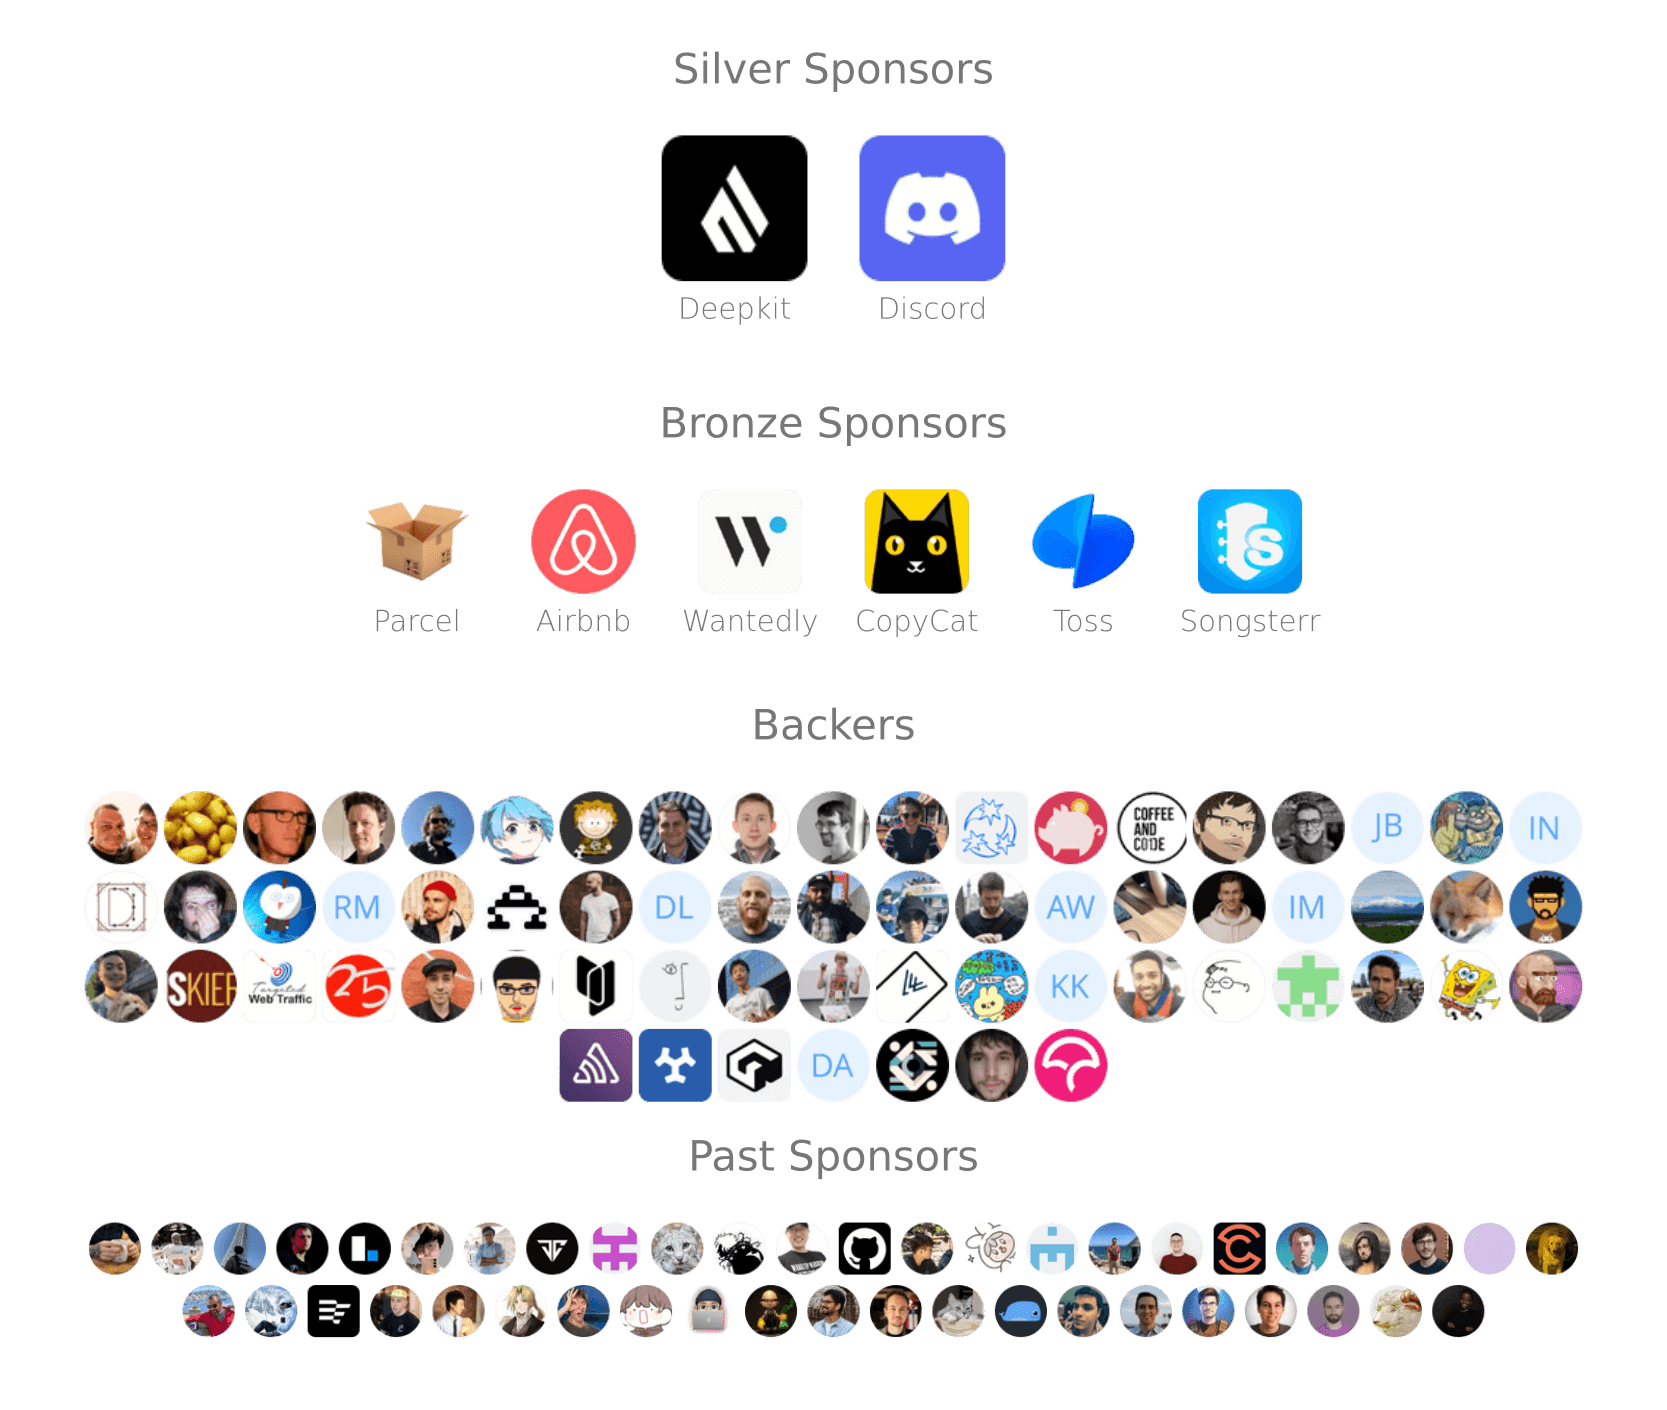 Silver Sponsors
Deepkit Discord
Bronze Sponsors
Parcel Airbnb Wantedly CopyCat Toss Songsterr
Backers
COFFEE
AND
CODE
JB IN
RM DL AW IM
SKIEF
Targeted
Web Traffic
25
KK
DA
Past Sponsors